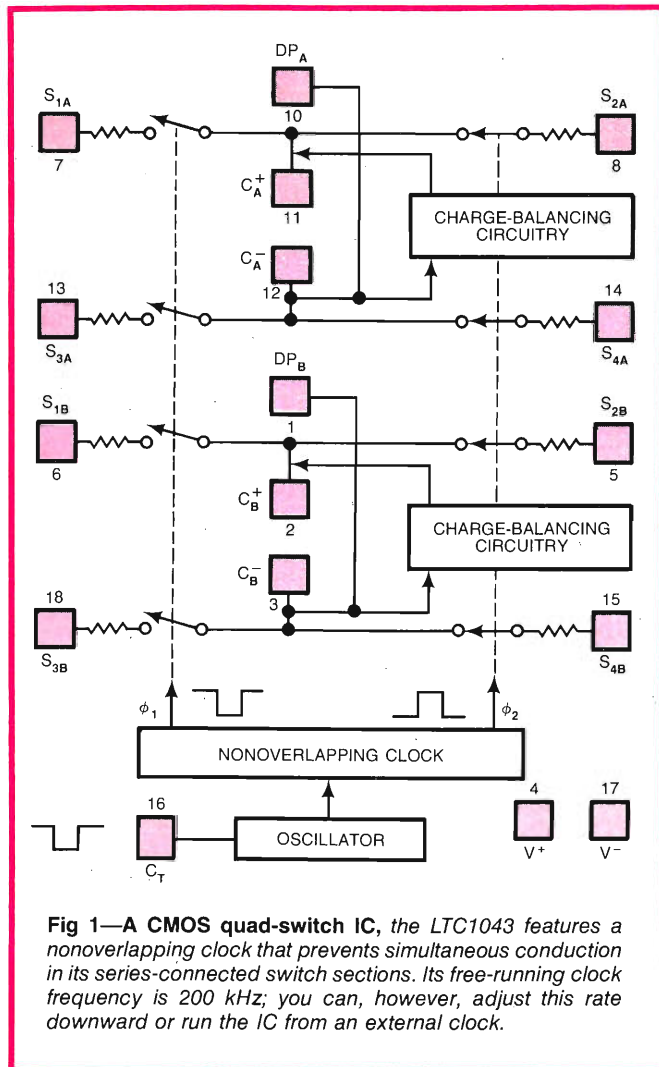 DP_A
10
S_1A
7
S_2A
8
C_A^+
11
CHARGE-BALANCING
CIRCUITRY
C_A^-
12
13
S_3A
14
S_4A
DP_B
1
S_1B
6
S_2B
5
C_B^+
2
CHARGE-BALANCING
CIRCUITRY
C_B^-
3
18
S_3B
15
S_4B
ϕ_1
ϕ_2
NONOVERLAPPING CLOCK
16
C_T
OSCILLATOR
4
V^+
17
V^-
Fig 1—A CMOS quad-switch IC, the LTC1043 features a
nonoverlapping clock that prevents simultaneous conduction
in its series-connected switch sections. Its free-running clock
frequency is 200 kHz; you can, however, adjust this rate
downward or run the IC from an external clock.